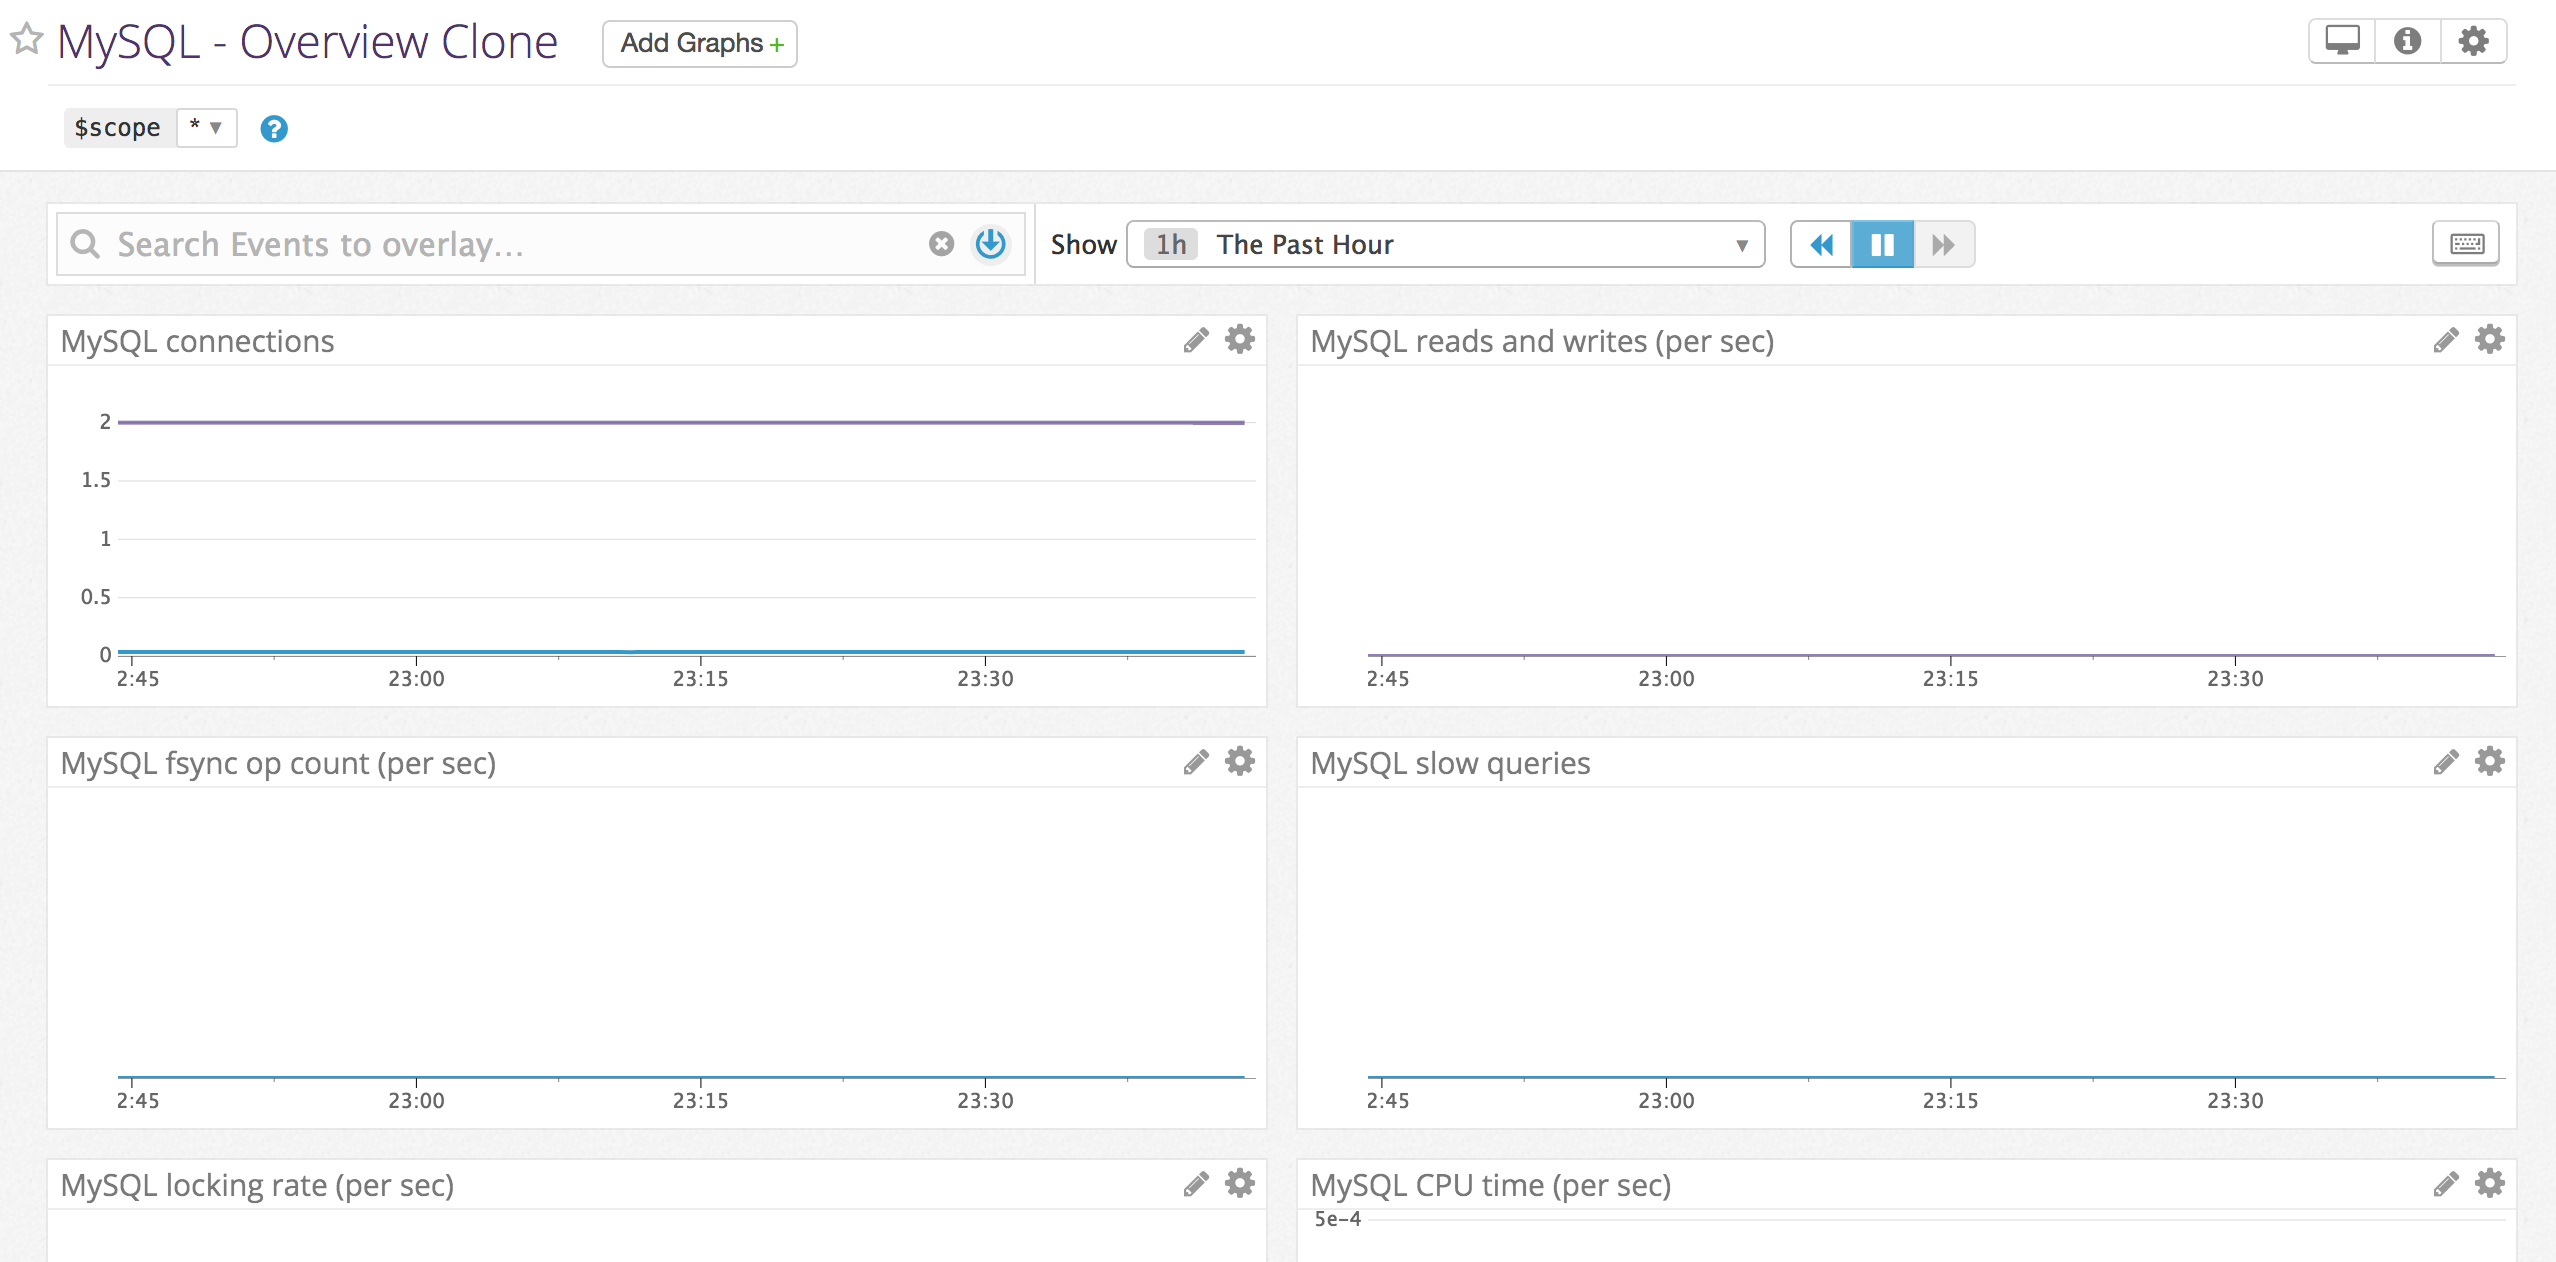 MySQL - Overview Clone
Add Graphs +
$scope * ▼
?
Search Events to overlay...
Show 1h The Past Hour ▼
MySQL connections
2
1.5
1
0.5
0
2:45 23:00 23:15 23:30
MySQL reads and writes (per sec)
2:45 23:00 23:15 23:30
MySQL fsync op count (per sec)
2:45 23:00 23:15 23:30
MySQL slow queries
2:45 23:00 23:15 23:30
MySQL locking rate (per sec)
MySQL CPU time (per sec)
5e-4